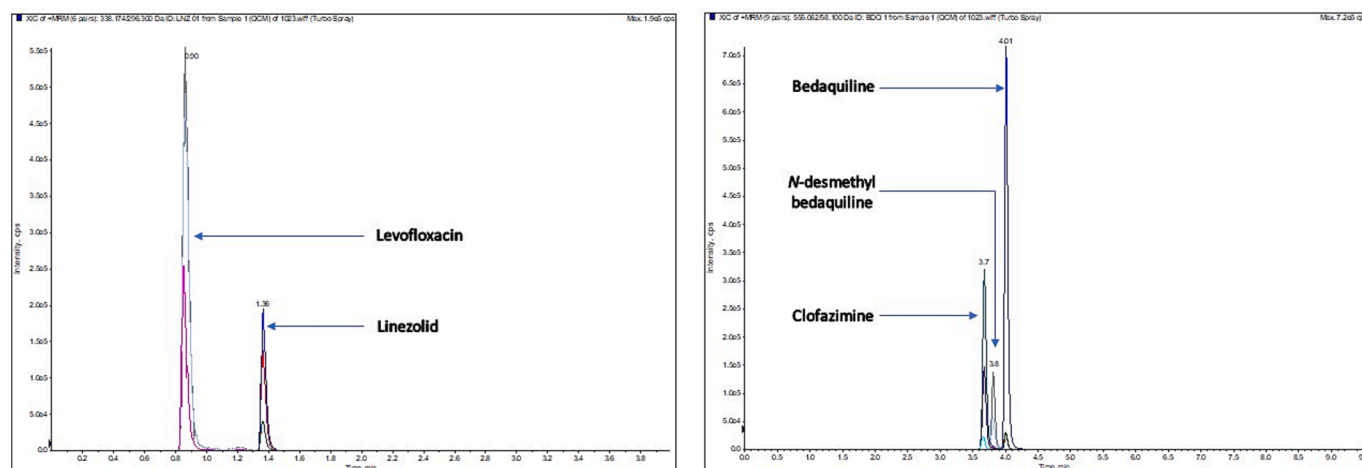 XIC of +MRM (6 pairs): 338.174/296.300 Da ID: LNZ 01 from Sample 1 (QCM) of 1023.wiff (Turbo Spray)
Max. 1.9e5 cps
5.5e5
5.0e5
4.5e5
4.0e5
3.5e5
3.0e5
2.5e5
2.0e5
1.5e5
1.0e5
5.0e4
0.0
Intensity, cps
0.90
1.36
Levofloxacin
Linezolid
0.2 0.4 0.6 0.8 1.0 1.2 1.4 1.6 1.8 2.0 2.2 2.4 2.6 2.8 3.0 3.2 3.4 3.6 3.8
Time, min
XIC of +MRM (9 pairs): 555.062/58.100 Da ID: BDQ 1 from Sample 1 (QCM) of 1023.wiff (Turbo Spray)
Max. 7.2e5
7.0e5
6.5e5
6.0e5
5.5e5
5.0e5
4.5e5
4.0e5
3.5e5
3.0e5
2.5e5
2.0e5
1.5e5
1.0e5
5.0e4
0.0
Intensity, cps
4.01
3.7
3.8
Bedaquiline
N-desmethyl
bedaquiline
Clofazimine
0.0 0.5 1.0 1.5 2.0 2.5 3.0 3.5 4.0 4.5 5.0 5.5 6.0 6.5 7.0 7.5 8.0 8.5 9.0
Time, min